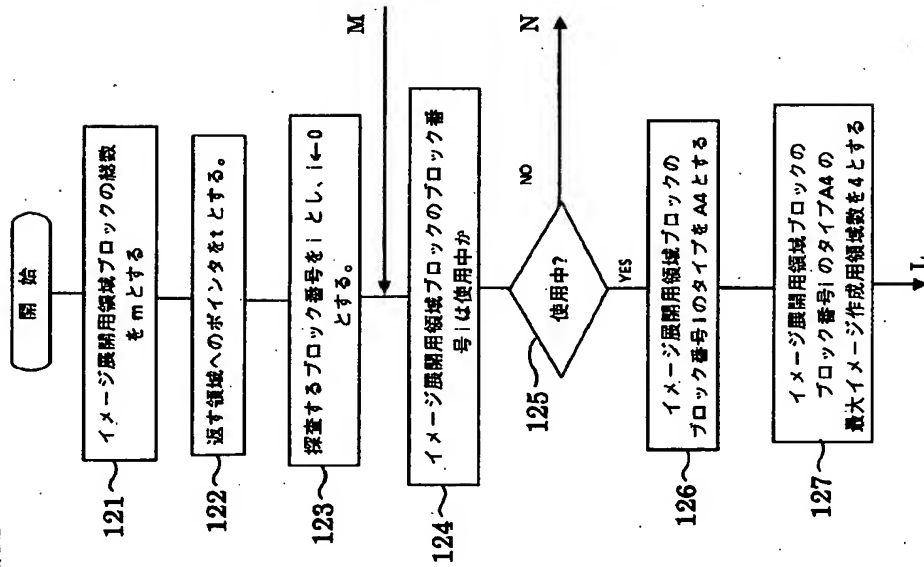 開 始
121
イメージ展開用領域ブロックの総数
をmとする
122
返す領域へのポインタをtとする。
123
探査するブロック番号をiとし、i←0
とする。
M
124
イメージ展開用領域ブロックのブロック番
号iは使用中か
125
使用中?
NO
N
YES
126
イメージ展開用領域ブロックの
ブロック番号iのタイプをA4とする
127
イメージ展開用領域ブロックの
ブロック番号iのタイプA4の
最大イメージ作成用領域数を4とする
L